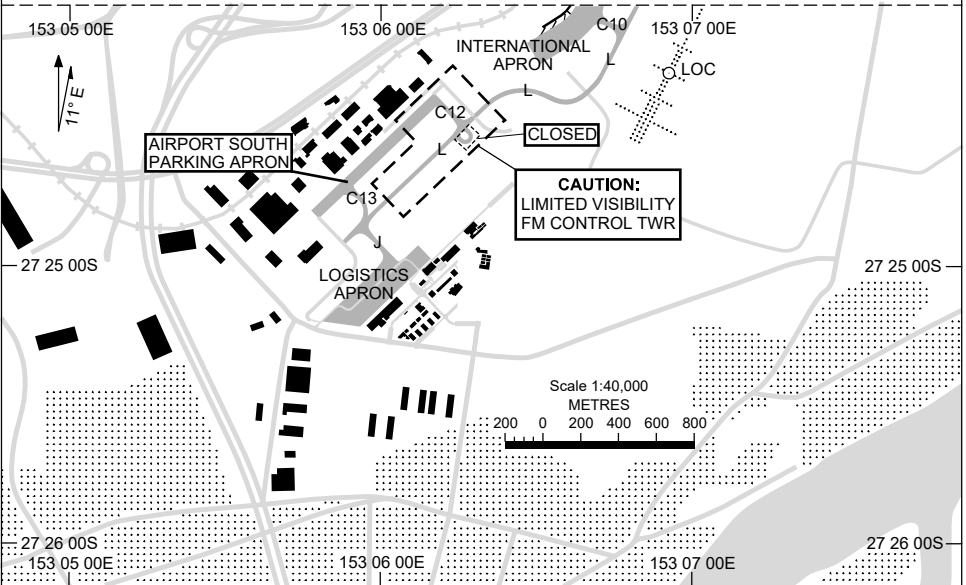 153 05 00E
153 06 00E
C10
153 07 00E
INTERNATIONAL
APRON
L
LOC
11° E
L
C12
CLOSED
AIRPORT SOUTH
PARKING APRON
L
CAUTION:
LIMITED VISIBILITY
FM CONTROL TWR
C13
J
27 25 00S
LOGISTICS
APRON
27 25 00S
Scale 1:40,000
METRES
200 0 200 400 600 800
27 26 00S
27 26 00S
153 05 00E
153 06 00E
153 07 00E